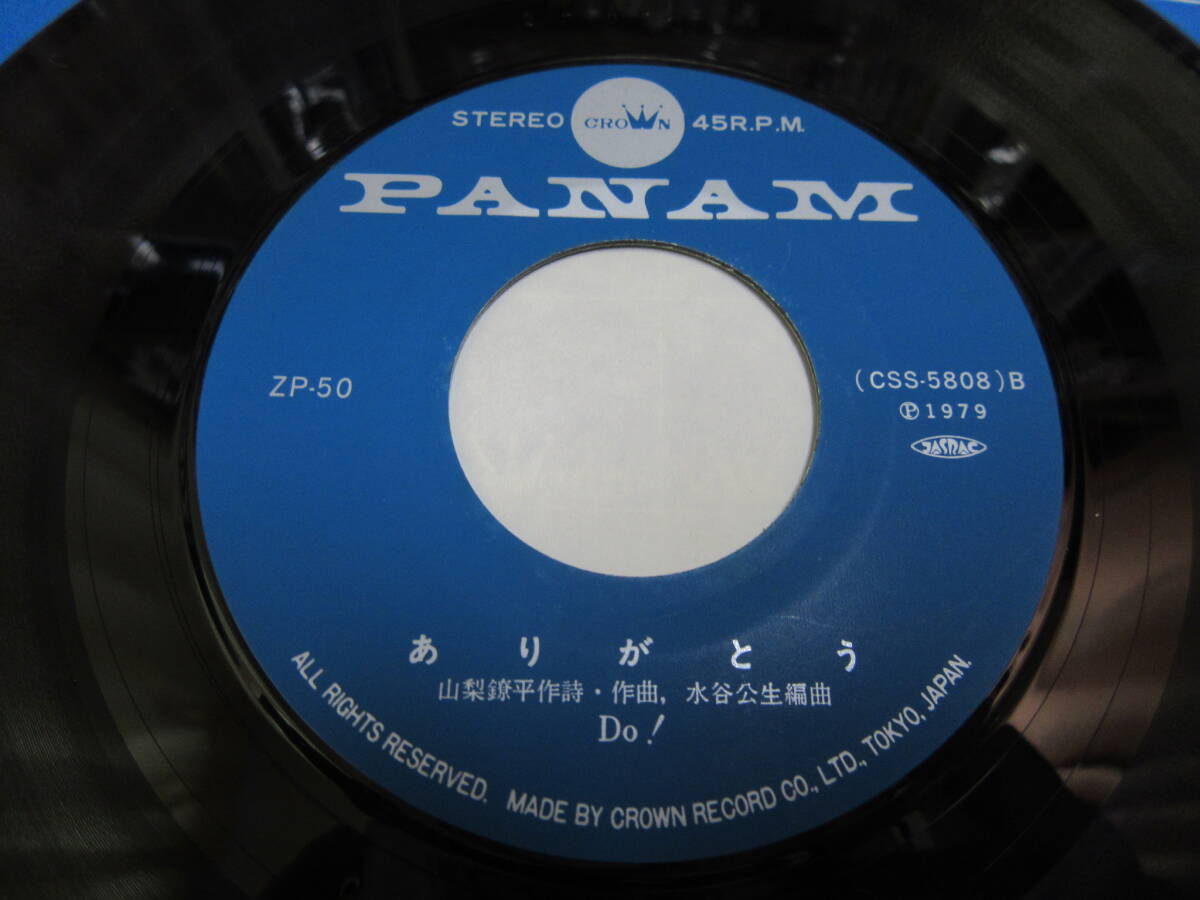 STEREO CROWN 45R.P.M.
PANAM
ZP-50
(CSS-5808)B
Ⓟ1979
JASRAC
ありがとう
山梨鐐平作詩・作曲, 水谷公生編曲
Do!
ALL RIGHTS RESERVED. MADE BY CROWN RECORD CO., LTD., TOKYO, JAPAN.